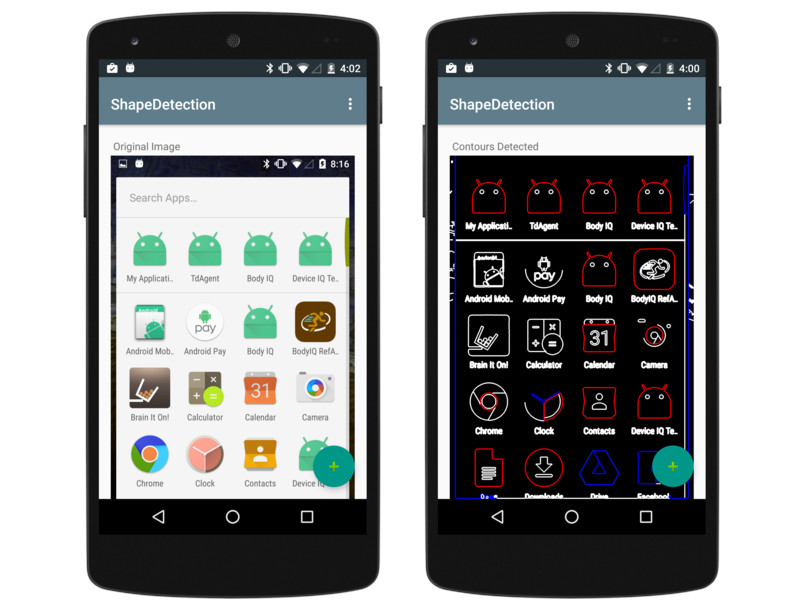 4:02
ShapeDetection
Original Image
8:16
Search Apps...
My Applicati..
TdAgent
Body IQ
Device IQ Te..
Android Mob..
pay
Android Pay
Body IQ
BodyIQ RefA..
Brain It On!
Calculator
31
Calendar
Camera
Chrome
Clock
Contacts
Device IQ
4:00
ShapeDetection
Contours Detected
My Applicati..
TdAgent
Body IQ
Device IQ Te..
Android
Android Mob..
pay
Android Pay
Body IQ
BodyIQ RefA..
Brain It On!
Calculator
31
Calendar
Camera
Chrome
Clock
Contacts
Device IQ Te..
Downloads
Drive
Facebook